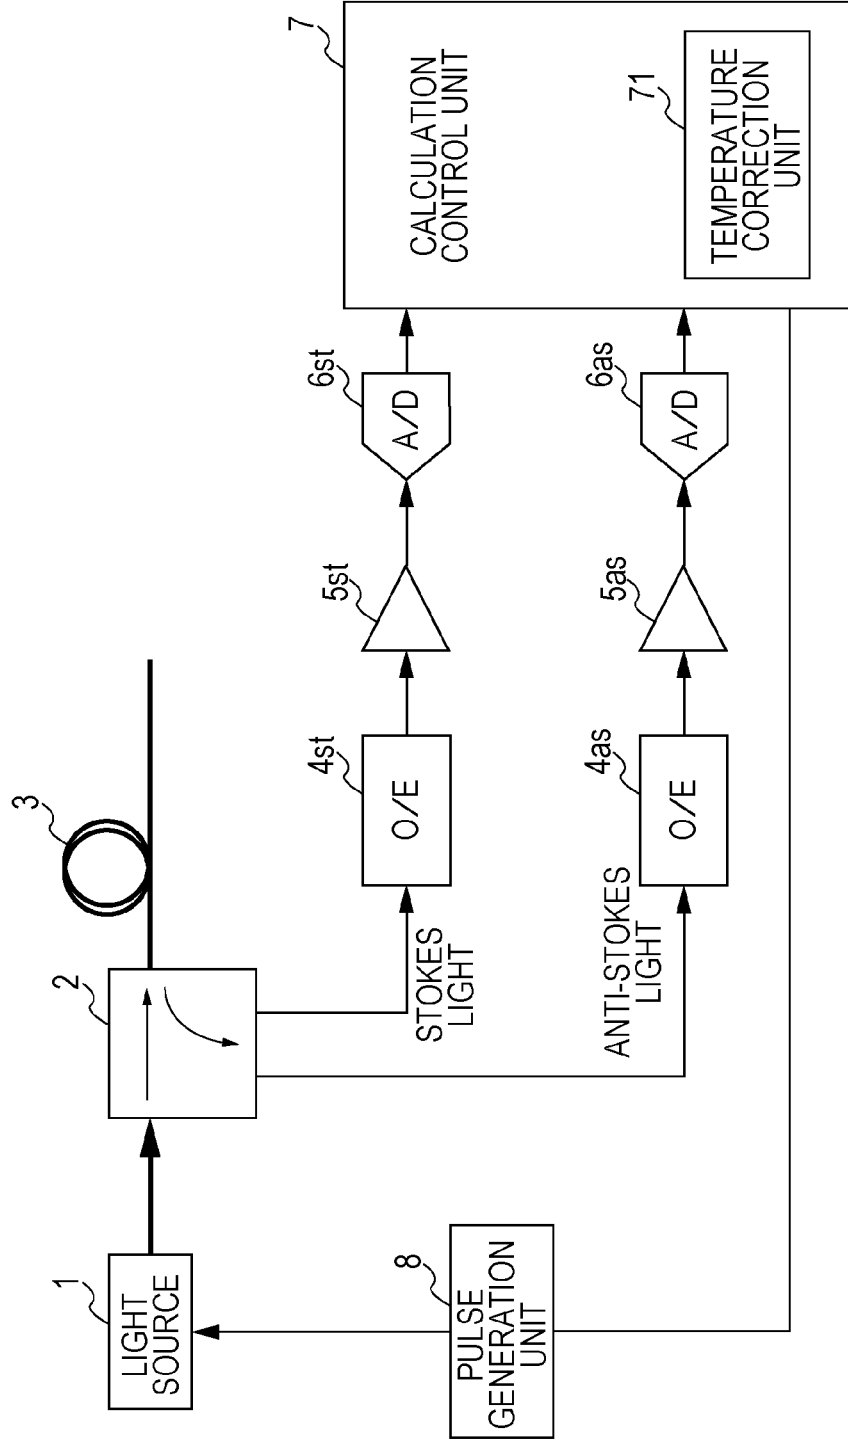 1
LIGHT
SOURCE
2
3
STOKES
LIGHT
4st
O/E
5st
6st
A/D
7
CALCULATION
CONTROL UNIT
ANTI-STOKES
LIGHT
4as
O/E
5as
6as
A/D
71
TEMPERATURE
CORRECTION
UNIT
8
PULSE
GENERATION
UNIT